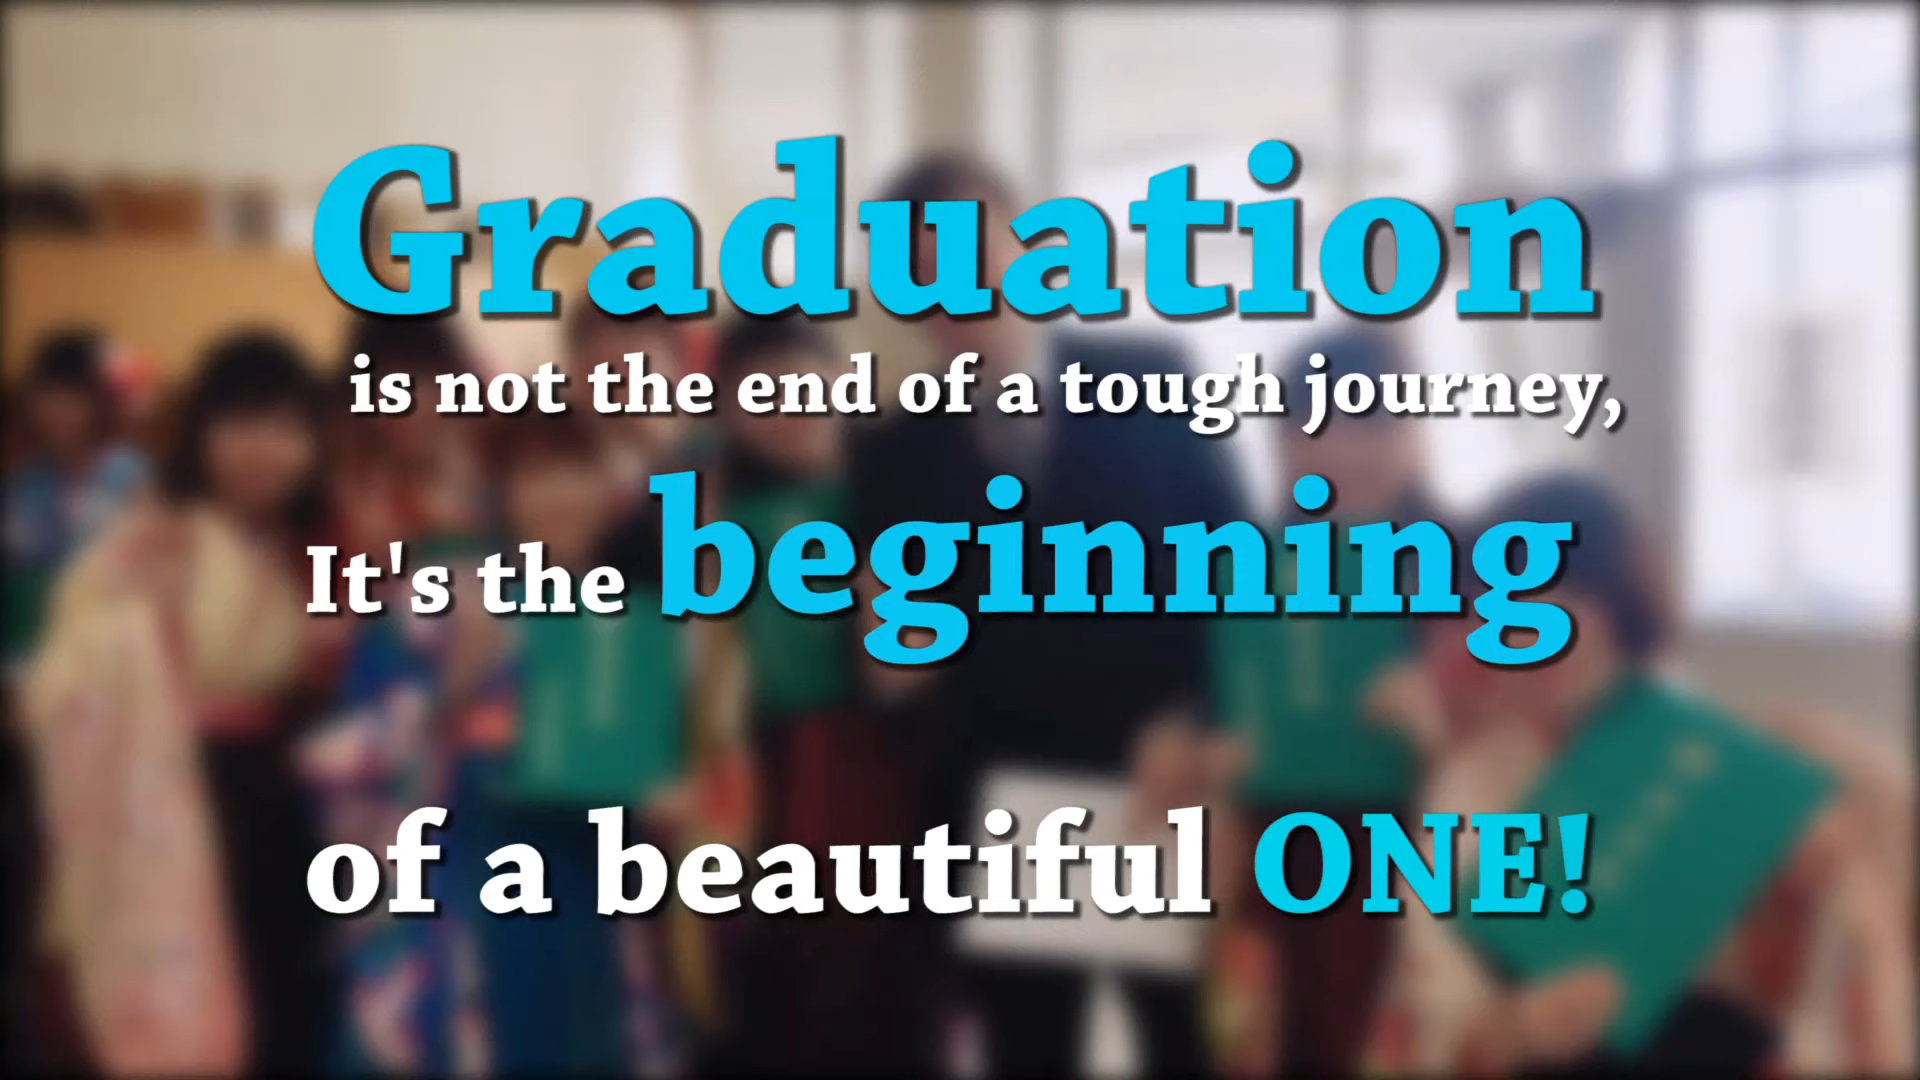 Graduation
is not the end of a tough journey,
It's the beginning
of a beautiful ONE!